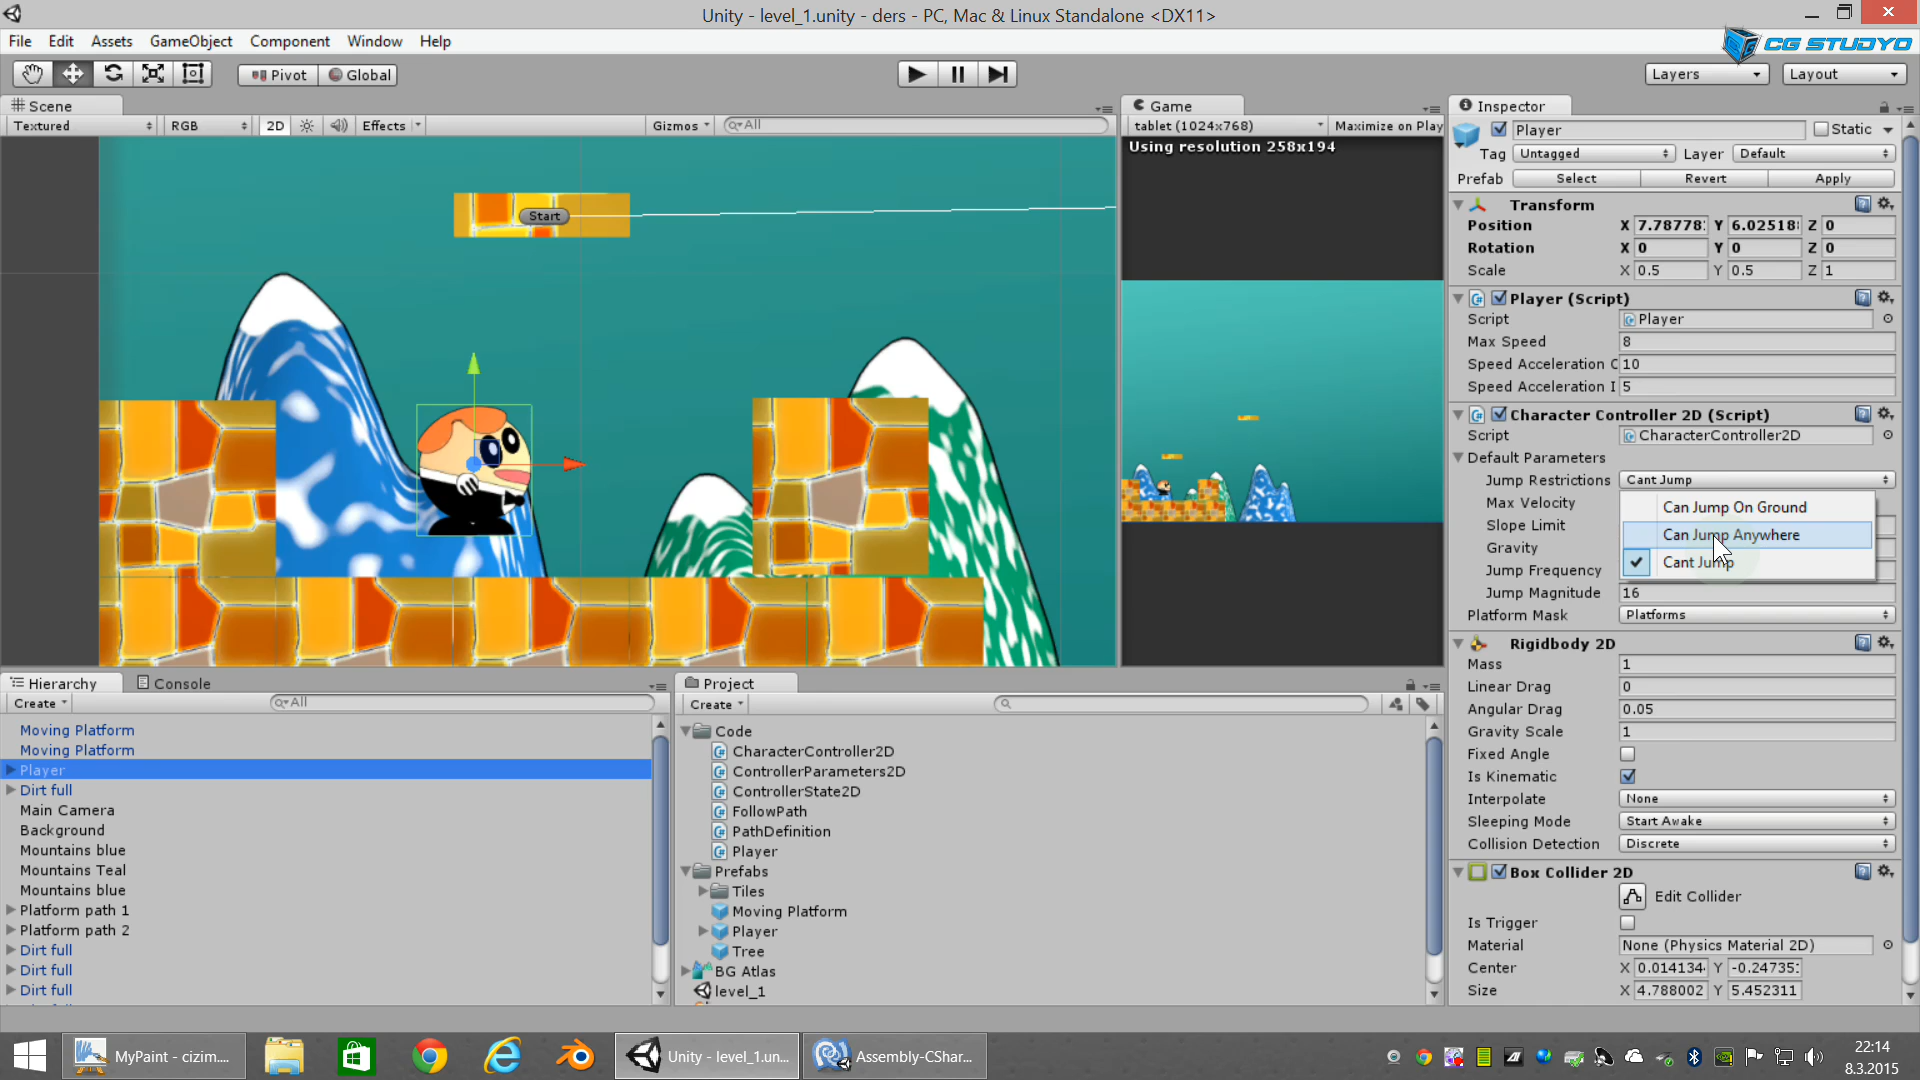 Unity - level_1.unity - ders - PC, Mac & Linux Standalone <DX11>
File Edit Assets GameObject Component Window Help
CG STUDYO
Pivot Global
Layers Layout
Scene
Textured RGB 2D Effects Gizmos All
Start
Game
tablet (1024x768) Maximize on Play
Using resolution 258x194
Inspector
Player Static
Tag Untagged Layer Default
Prefab Select Revert Apply
Transform
Position X 7.78778 Y 6.02518 Z 0
Rotation X 0 Y 0 Z 0
Scale X 0.5 Y 0.5 Z 1
Player (Script)
Script Player
Max Speed 8
Speed Acceleration O 10
Speed Acceleration I 5
Character Controller 2D (Script)
Script CharacterController2D
Default Parameters
Jump Restrictions Cant Jump
Max Velocity Can Jump On Ground
Slope Limit Can Jump Anywhere
Gravity Cant Jump
Jump Frequency
Jump Magnitude 16
Platform Mask Platforms
Rigidbody 2D
Mass 1
Linear Drag 0
Angular Drag 0.05
Gravity Scale 1
Fixed Angle
Is Kinematic
Interpolate None
Sleeping Mode Start Awake
Collision Detection Discrete
Box Collider 2D
Edit Collider
Is Trigger
Material None (Physics Material 2D)
Center X 0.014134 Y -0.24735
Size X 4.788002 Y 5.452311
Hierarchy Console
Create All
Moving Platform
Moving Platform
Player
Dirt full
Main Camera
Background
Mountains blue
Mountains Teal
Mountains blue
Platform path 1
Platform path 2
Dirt full
Dirt full
Dirt full
Project
Create
Code
CharacterController2D
ControllerParameters2D
ControllerState2D
FollowPath
PathDefinition
Player
Prefabs
Tiles
Moving Platform
Player
Tree
BG Atlas
level_1
MyPaint - cizim.... Unity - level_1.un... Assembly-CShar...
22:14
8.3.2015